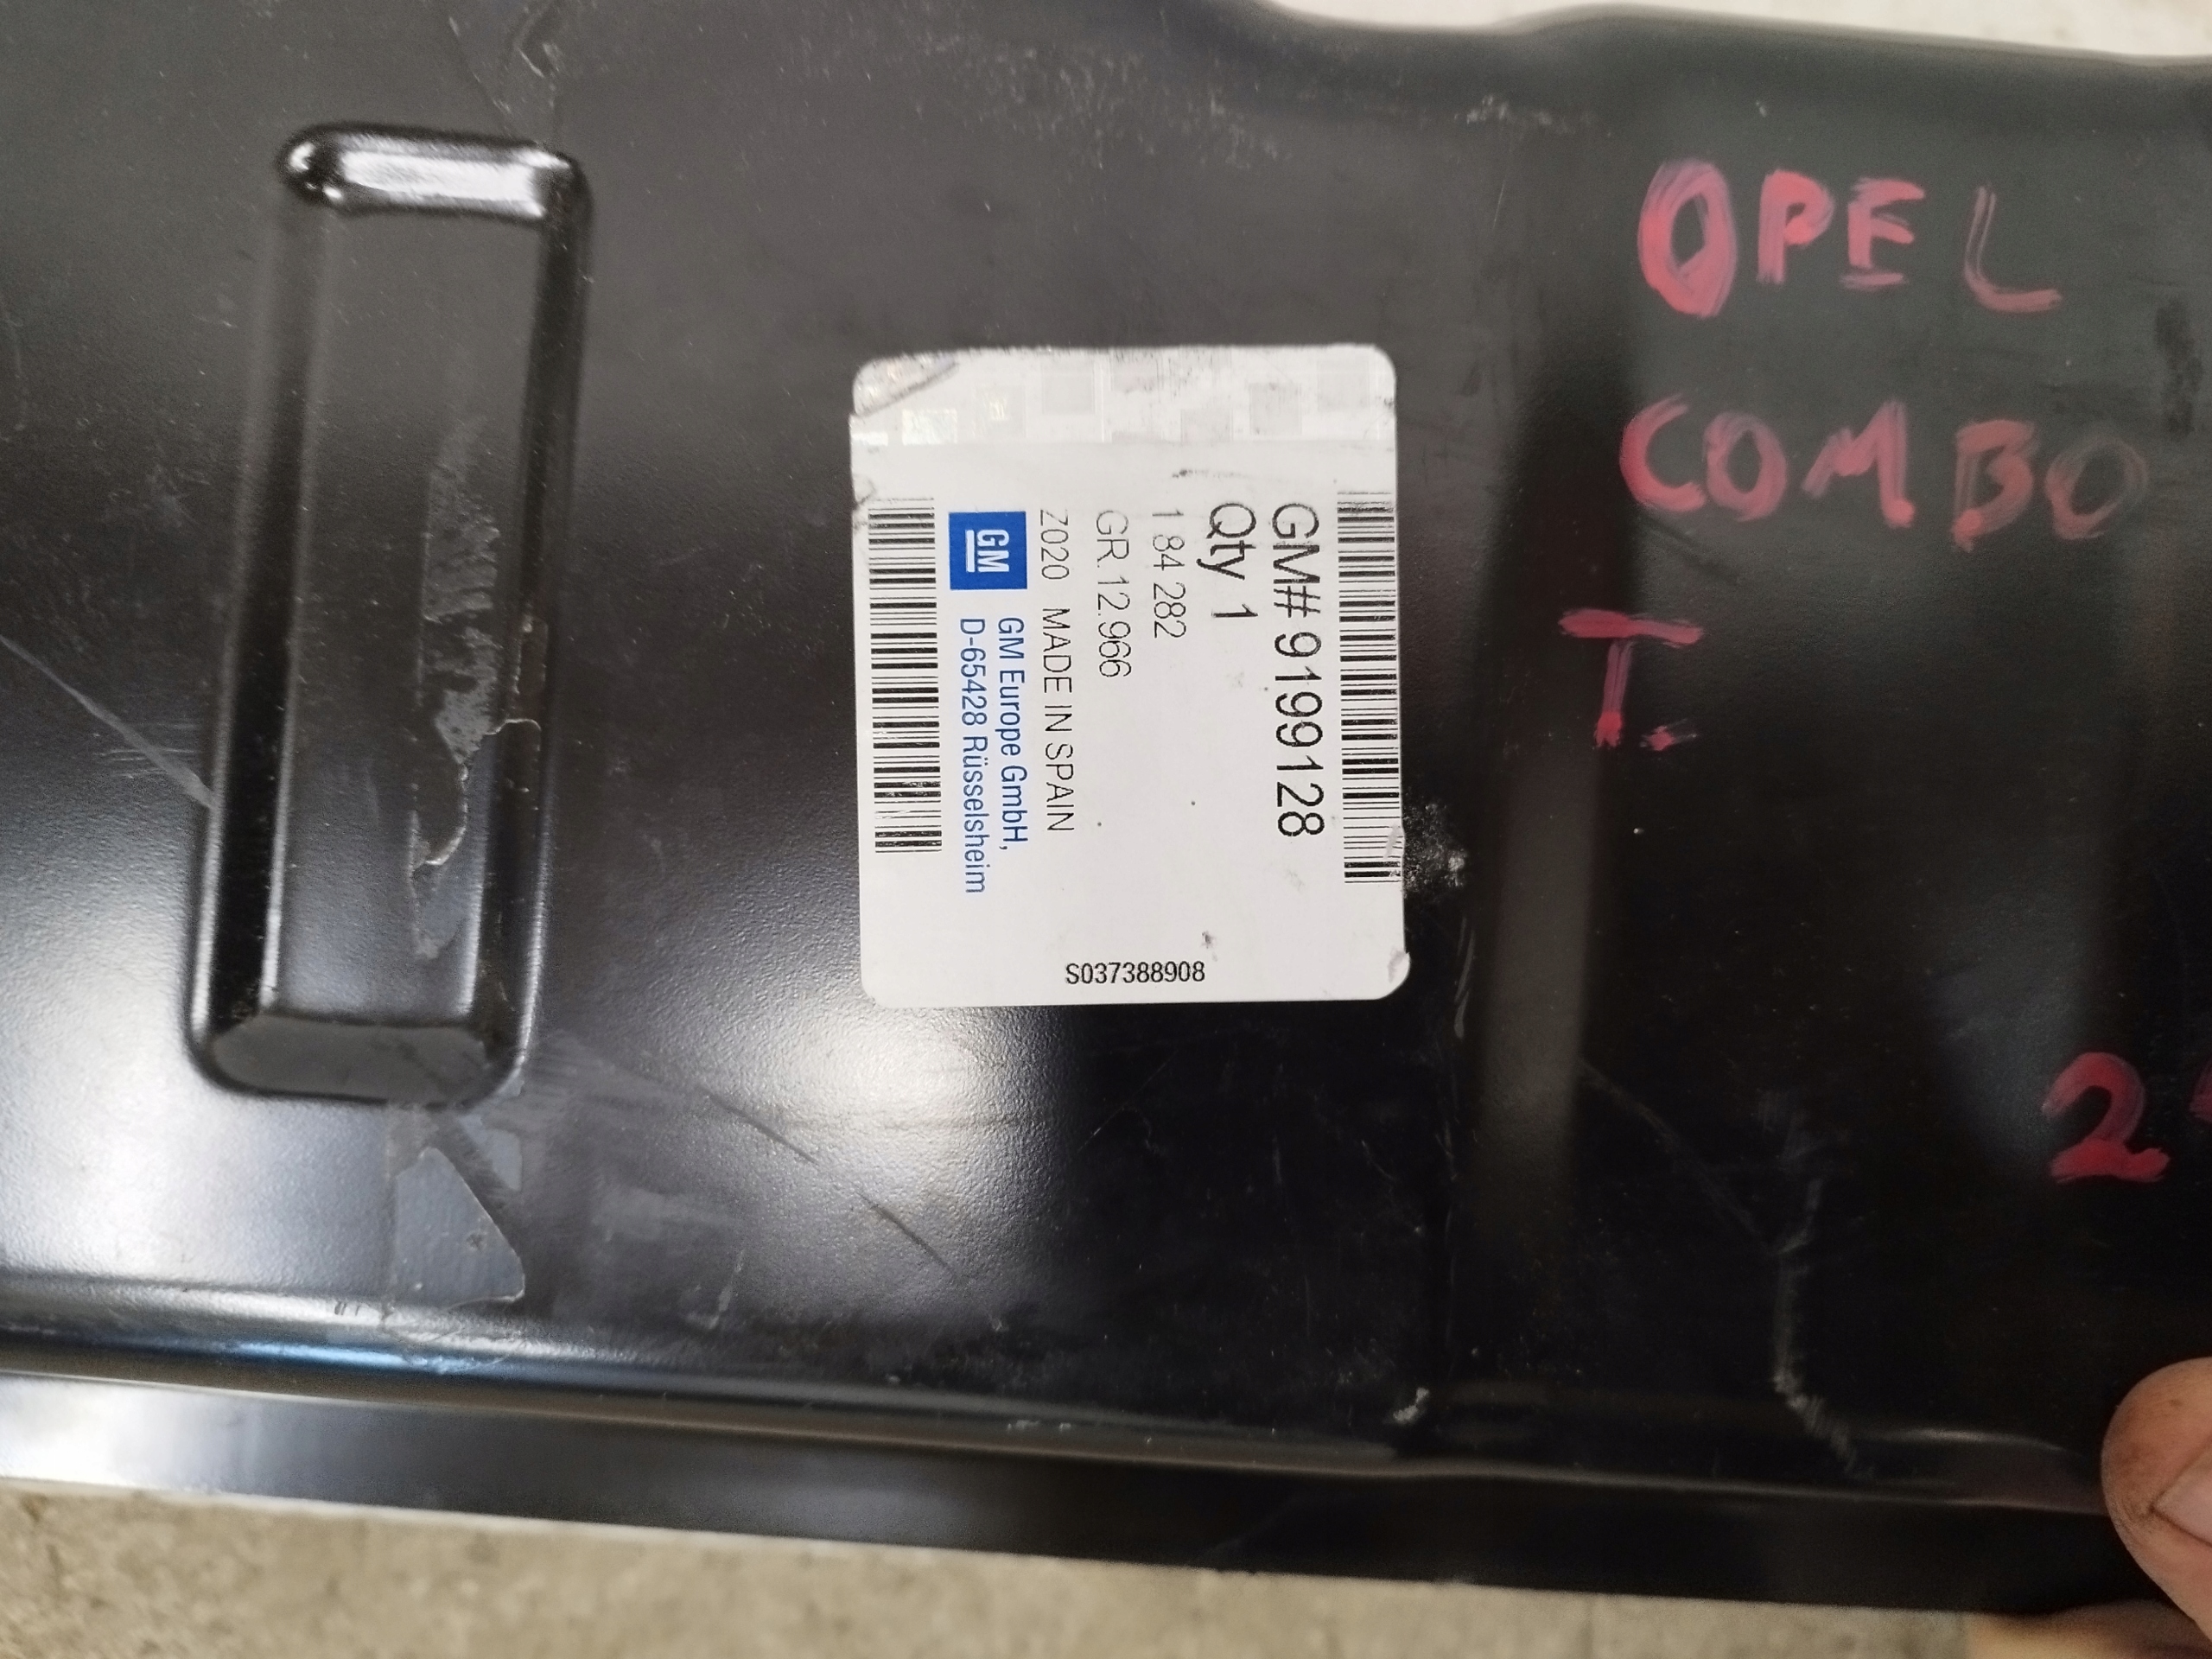 GM# 9199128
Qty 1
1 84 282
GR.12.966
Z020 MADE IN SPAIN
GM
GM Europe GmbH,
D-65428 Rüsselsheim
S037388908
OPEL
COMBO
T.
2